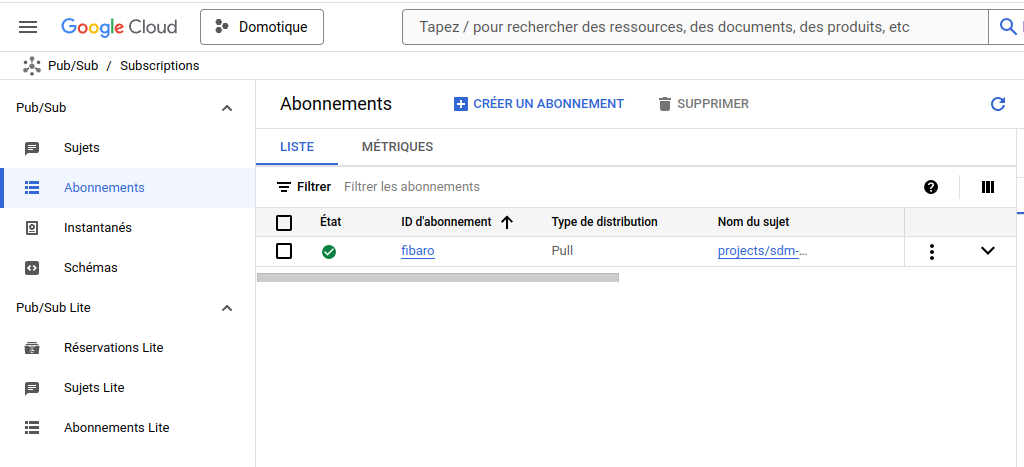 Google Cloud
Domotique
Tapez / pour rechercher des ressources, des documents, des produits, etc
Pub/Sub / Subscriptions
Pub/Sub
Sujets
Abonnements
Instantanés
Schémas
Pub/Sub Lite
Réservations Lite
Sujets Lite
Abonnements Lite
Abonnements
CRÉER UN ABONNEMENT
SUPPRIMER
LISTE
MÉTRIQUES
Filtrer Filtrer les abonnements
État ID d'abonnement Type de distribution Nom du sujet
fibaro Pull projects/sdm-...